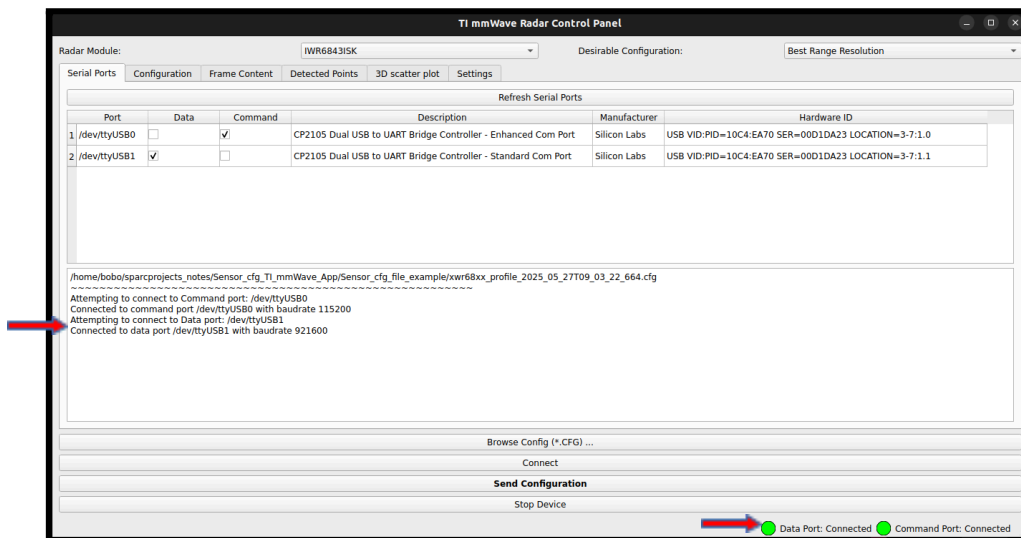 TI mmWave Radar Control Panel
Radar Module: IWR6843ISK Desirable Configuration: Best Range Resolution
Serial Ports Configuration Frame Content Detected Points 3D scatter plot Settings
Refresh Serial Ports
Port Data Command Description Manufacturer Hardware ID
1 /dev/ttyUSB0 CP2105 Dual USB to UART Bridge Controller - Enhanced Com Port Silicon Labs USB VID:PID=10C4:EA70 SER=00D1DA23 LOCATION=3-7:1.0
2 /dev/ttyUSB1 CP2105 Dual USB to UART Bridge Controller - Standard Com Port Silicon Labs USB VID:PID=10C4:EA70 SER=00D1DA23 LOCATION=3-7:1.1
/home/bobo/sparcprojects_notes/Sensor_cfg_TI_mmWave_App/Sensor_cfg_file_example/xwr68xx_profile_2025_05_27T09_03_22_664.cfg
~~~~~~~~~~~~~~~~~~~~~~~~~~~~~~~~~~~~~~~~~~~~~~~~~~~~~~~~~
Attempting to connect to Command port: /dev/ttyUSB0
Connected to command port /dev/ttyUSB0 with baudrate 115200
Attempting to connect to Data port: /dev/ttyUSB1
Connected to data port /dev/ttyUSB1 with baudrate 921600
Browse Config (*.CFG) ...
Connect
Send Configuration
Stop Device
Data Port: Connected Command Port: Connected